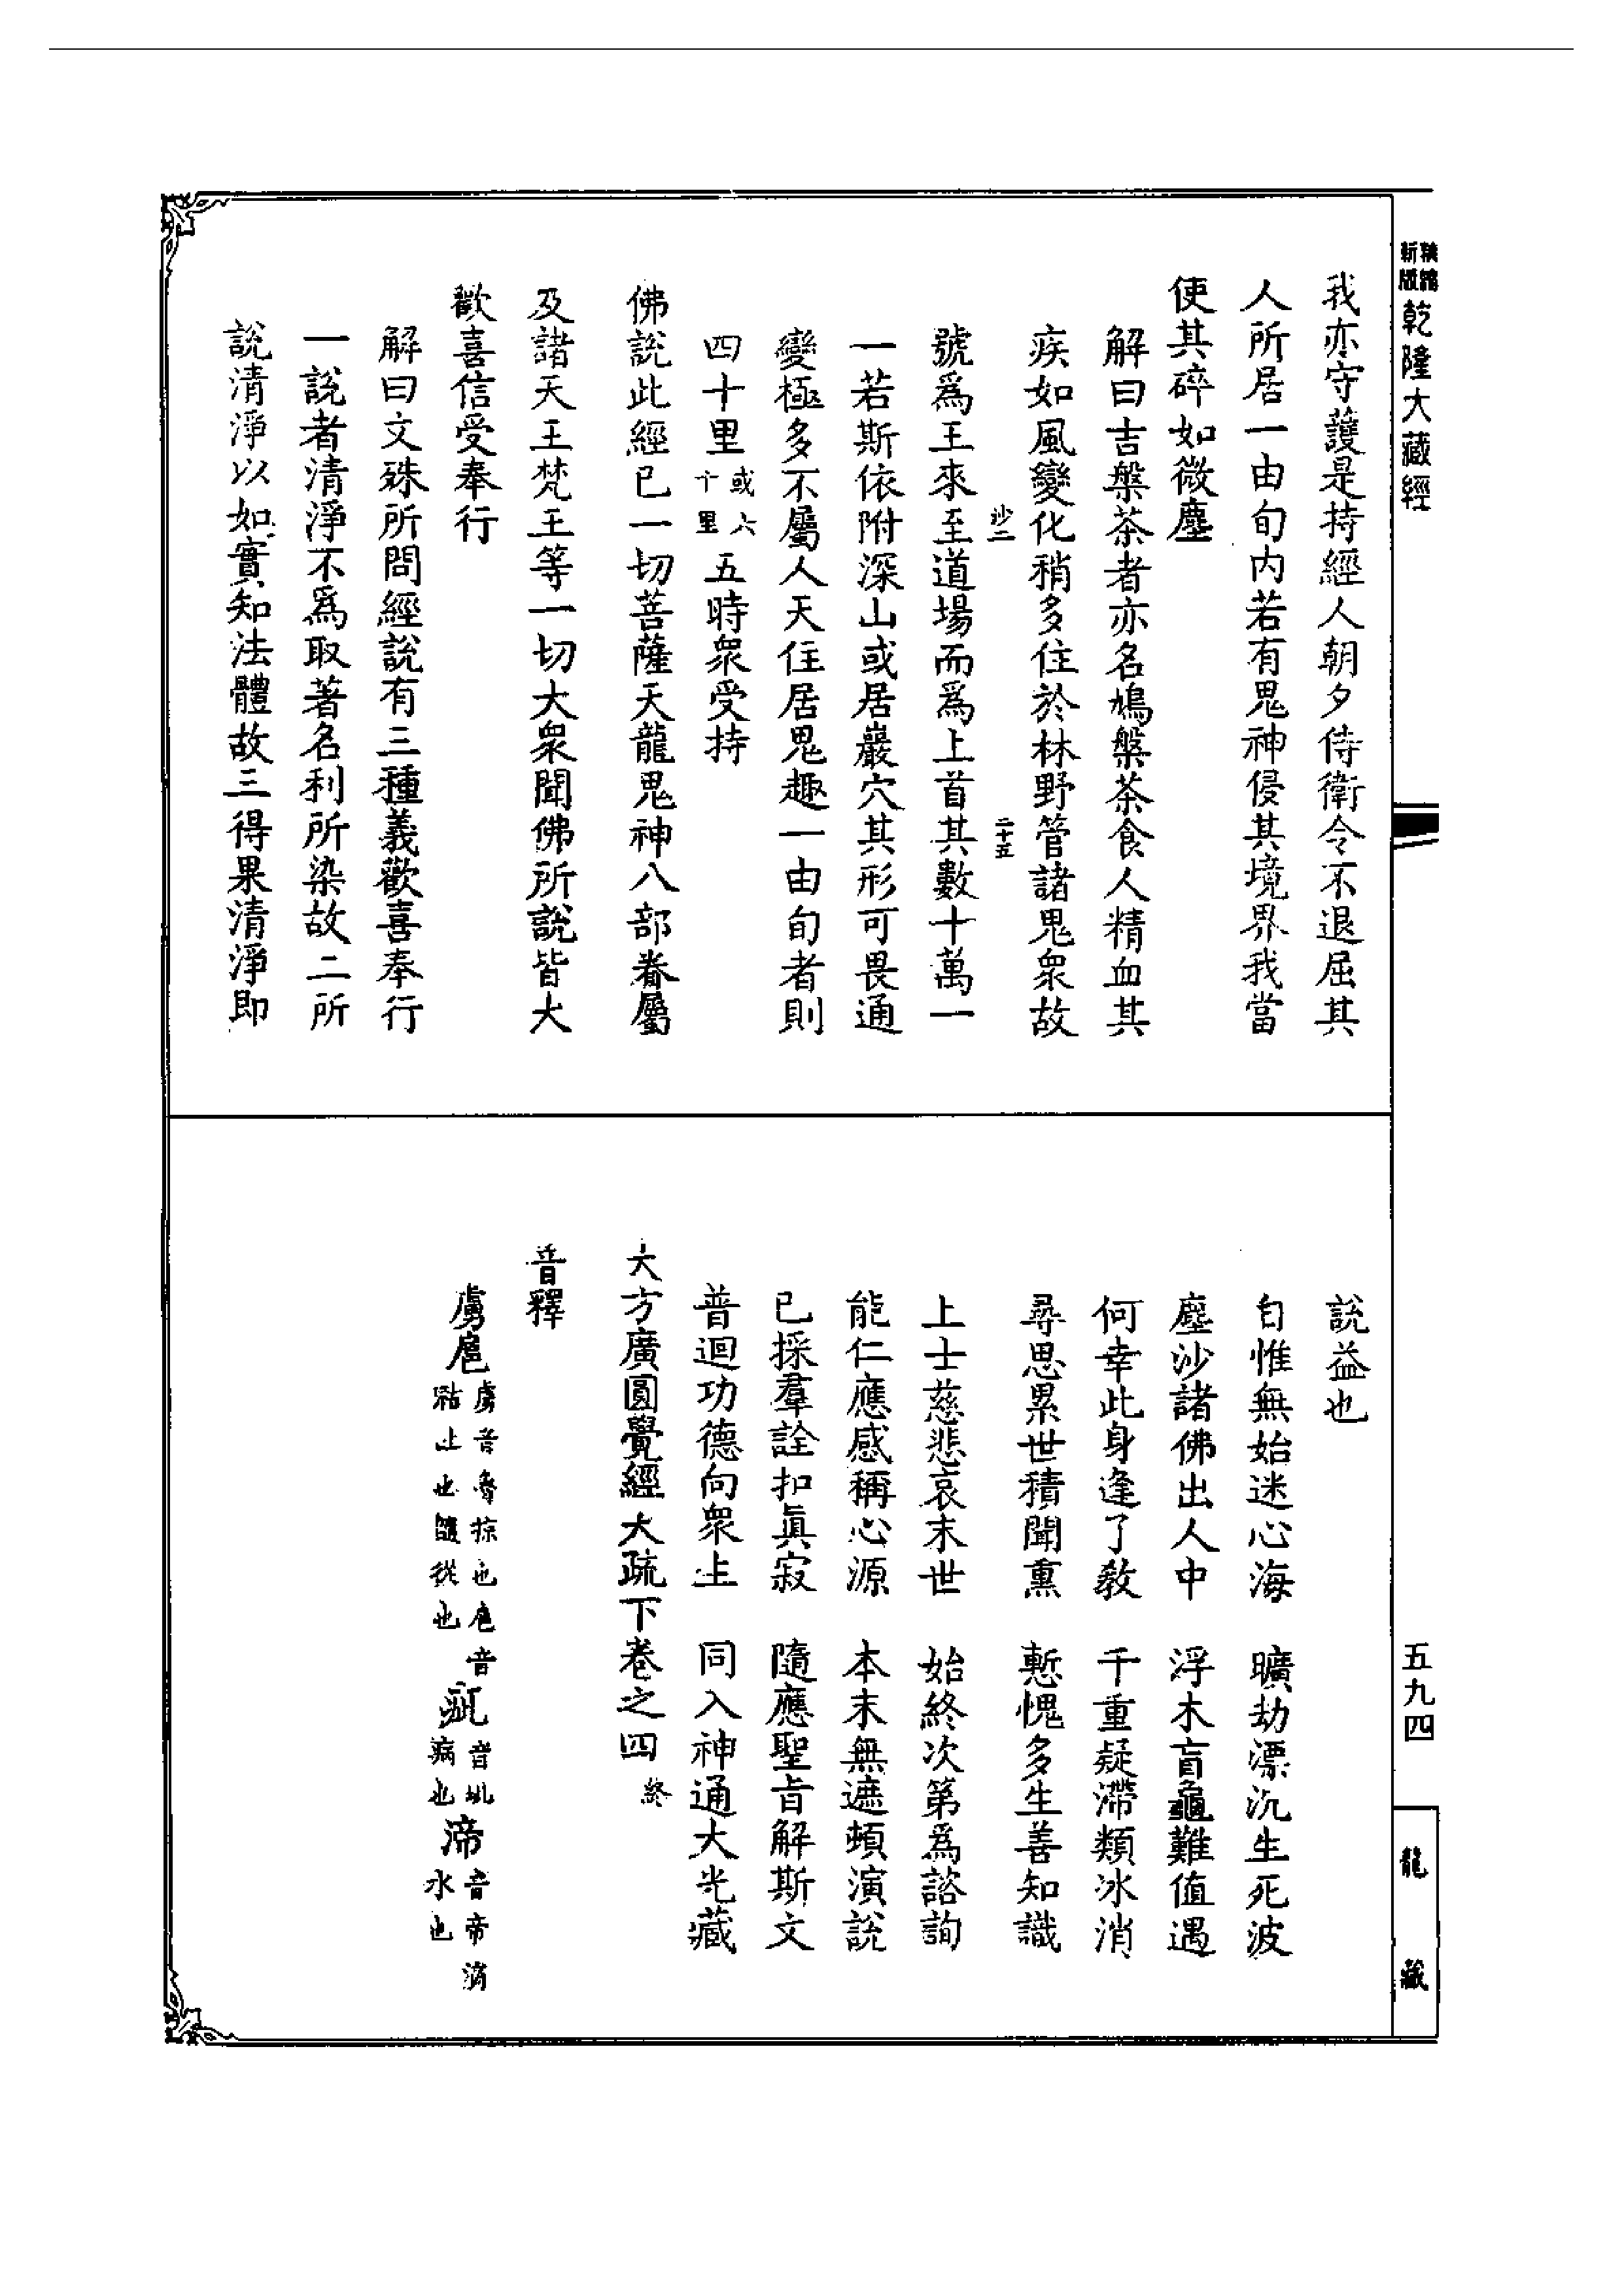 新編縮版乾隆大藏經
我亦守護是持經人朝夕侍衛令不退屈其
人所居一由旬内若有鬼神侵其境界我當
使其碎如微塵
解曰吉槃茶者亦名鳩槃茶食人精血其
疾如風變化稍多住於林野管諸鬼衆故
二十五
號爲王來至道場而爲上首其數十萬一
一若斯依附深山或居巖穴其形可畏通
變極多不屬人天住居鬼趣一由旬者則
四十里或六十里五時衆受持
佛說此經已一切菩薩天龍鬼神八部眷屬
及諸天王梵王等一切大衆聞佛所說皆大
歡喜信受奉行
解曰文殊所問經說有三種義歡喜奉行
一說者清淨不爲取著名利所染故二所
說清淨以如實知法體故三得果清淨即
說益也
自惟無始迷心海　曠劫漂沉生死波
塵沙諸佛出人中　浮木盲龜難值遇
何幸此身逢了教　千重疑滯類冰消
尋思累世積聞熏　慙愧多生善知識
上士慈悲哀末世　始終次第爲諮詢
能仁應感稱心源　本末無遮頓演說
已採羣詮扣眞寂　隨應聖旨解斯文
普迴功德向衆生　同入神通大光藏
大方廣圓覺經大疏下卷之四　終
音釋
虜扈虜音魯掠也扈音祜止也隨從也　疵音玼病也渧音帝滴水也
五九四
龍藏